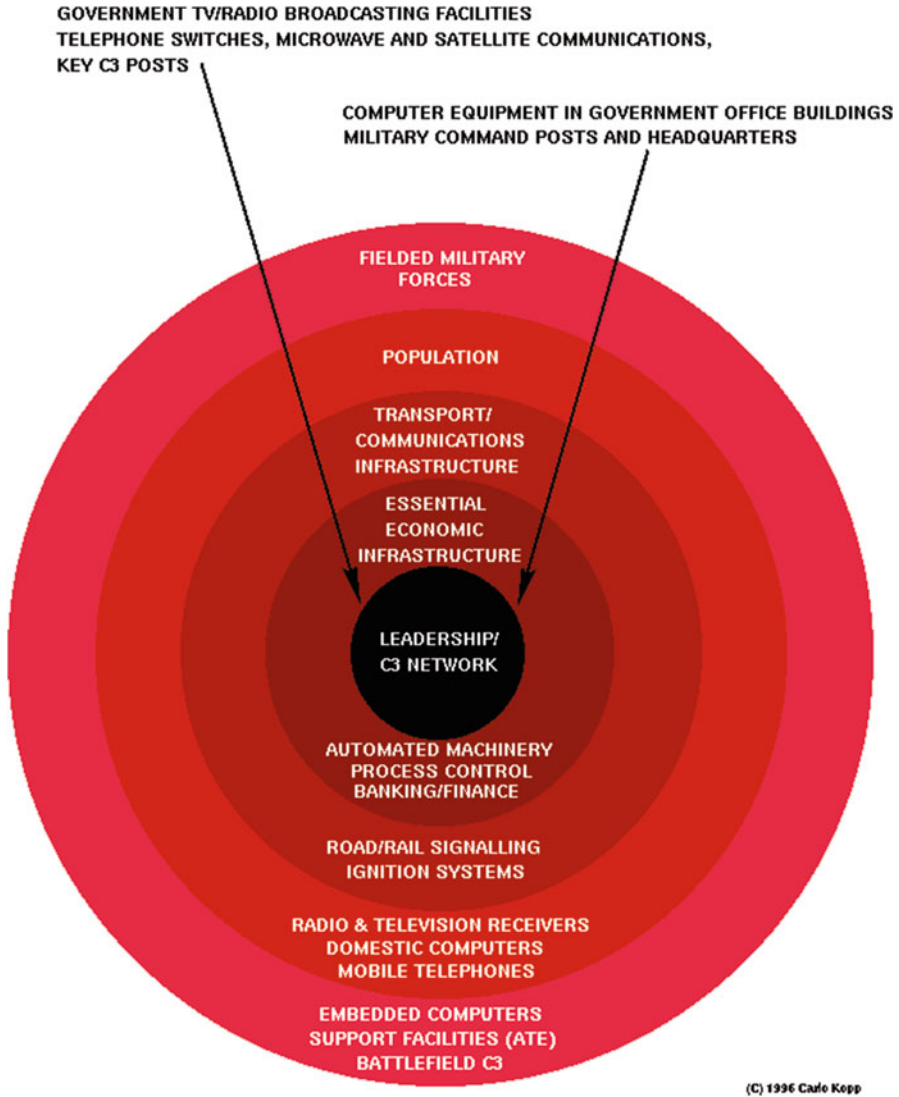 GOVERNMENT TV/RADIO BROADCASTING FACILITIES
TELEPHONE SWITCHES, MICROWAVE AND SATELLITE COMMUNICATIONS,
KEY C3 POSTS
COMPUTER EQUIPMENT IN GOVERNMENT OFFICE BUILDINGS
MILITARY COMMAND POSTS AND HEADQUARTERS
FIELDED MILITARY
FORCES
POPULATION
TRANSPORT/
COMMUNICATIONS
INFRASTRUCTURE
ESSENTIAL
ECONOMIC
INFRASTRUCTURE
LEADERSHIP/
C3 NETWORK
AUTOMATED MACHINERY
PROCESS CONTROL
BANKING/FINANCE
ROAD/RAIL SIGNALLING
IGNITION SYSTEMS
RADIO & TELEVISION RECEIVERS
DOMESTIC COMPUTERS
MOBILE TELEPHONES
EMBEDDED COMPUTERS
SUPPORT FACILITIES (ATE)
BATTLEFIELD C3
(C) 1996 Carlo Kopp